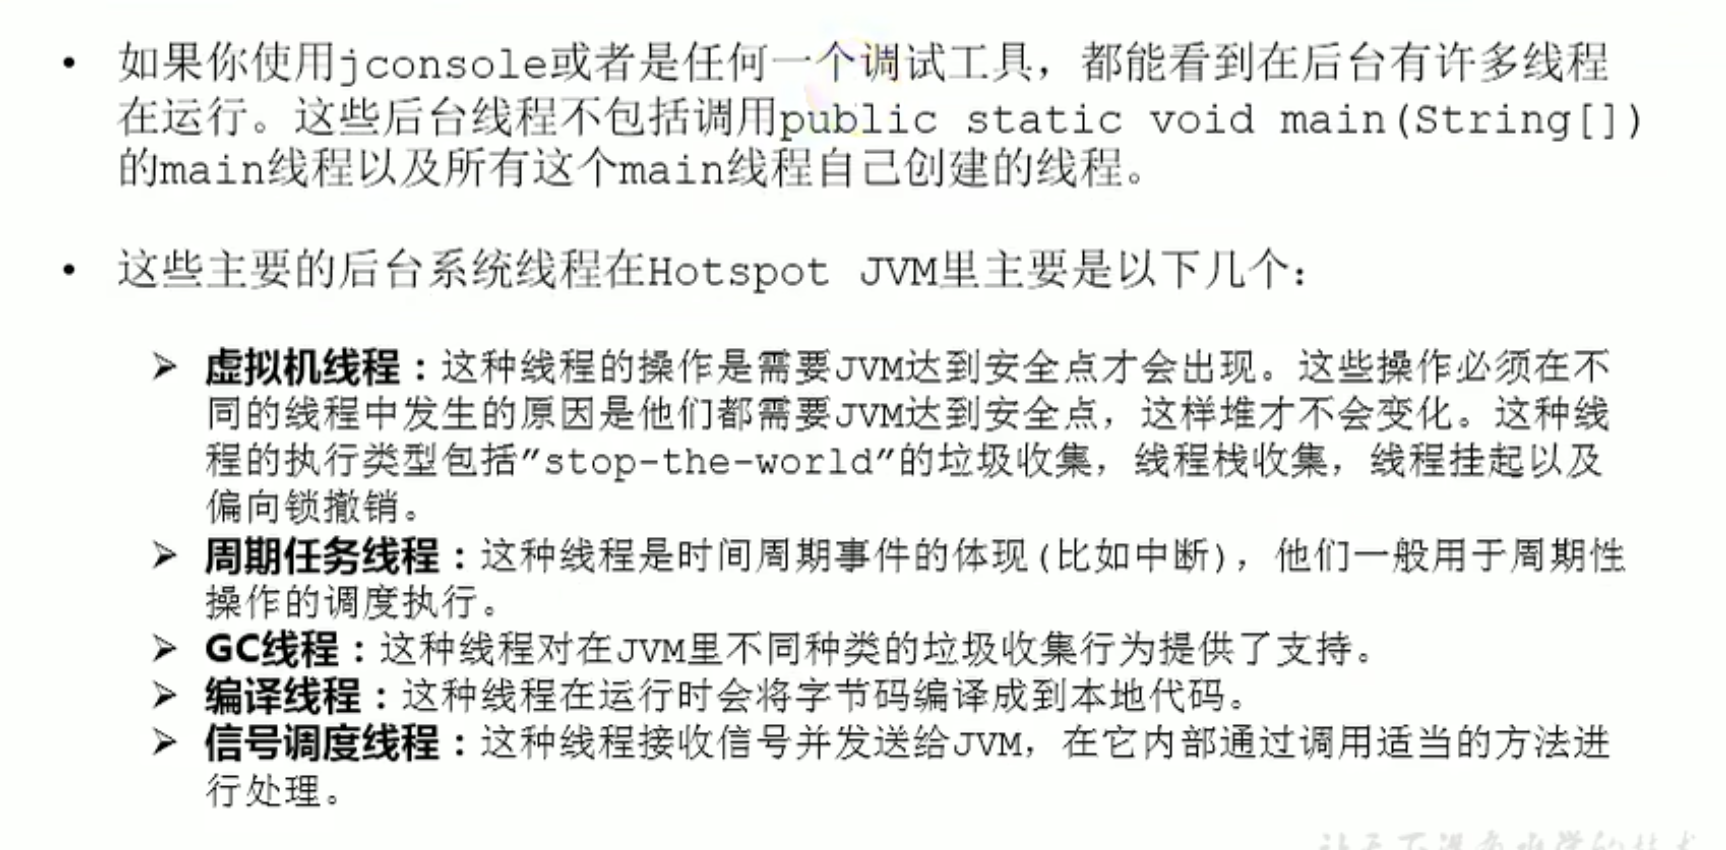 • 如果你使用jconsole或者是任何一个调试工具，都能看到在后台有许多线程
在运行。这些后台线程不包括调用public static void main(String[])
的main线程以及所有这个main线程自己创建的线程。
• 这些主要的后台系统线程在Hotspot JVM里主要是以下几个：
➢ 虚拟机线程：这种线程的操作是需要JVM达到安全点才会出现。这些操作必须在不
同的线程中发生的原因是他们都需要JVM达到安全点，这样堆才不会变化。这种线
程的执行类型包括"stop-the-world"的垃圾收集，线程栈收集，线程挂起以及
偏向锁撤销。
➢ 周期任务线程：这种线程是时间周期事件的体现(比如中断)，他们一般用于周期性
操作的调度执行。
➢ GC线程：这种线程对在JVM里不同种类的垃圾收集行为提供了支持。
➢ 编译线程：这种线程在运行时会将字节码编译成到本地代码。
➢ 信号调度线程：这种线程接收信号并发送给JVM，在它内部通过调用适当的方法进
行处理。